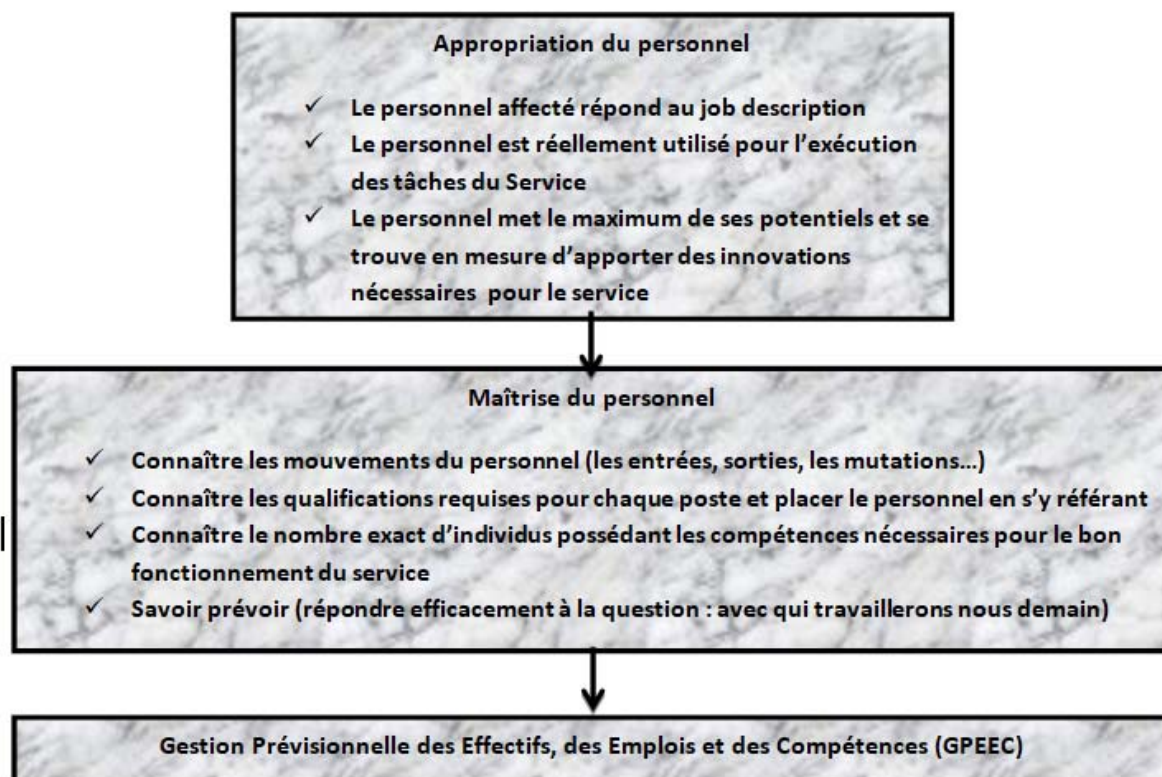 Appropriation du personnel
✓ Le personnel affecté répond au job description
✓ Le personnel est réellement utilisé pour l’exécution
des tâches du Service
✓ Le personnel met le maximum de ses potentiels et se
trouve en mesure d’apporter des innovations
nécessaires pour le service
Maîtrise du personnel
✓ Connaître les mouvements du personnel (les entrées, sorties, les mutations…)
✓ Connaître les qualifications requises pour chaque poste et placer le personnel en s’y référant
✓ Connaître le nombre exact d’individus possédant les compétences nécessaires pour le bon
fonctionnement du service
✓ Savoir prévoir (répondre efficacement à la question : avec qui travaillerons nous demain)
Gestion Prévisionnelle des Effectifs, des Emplois et des Compétences (GPEEC)